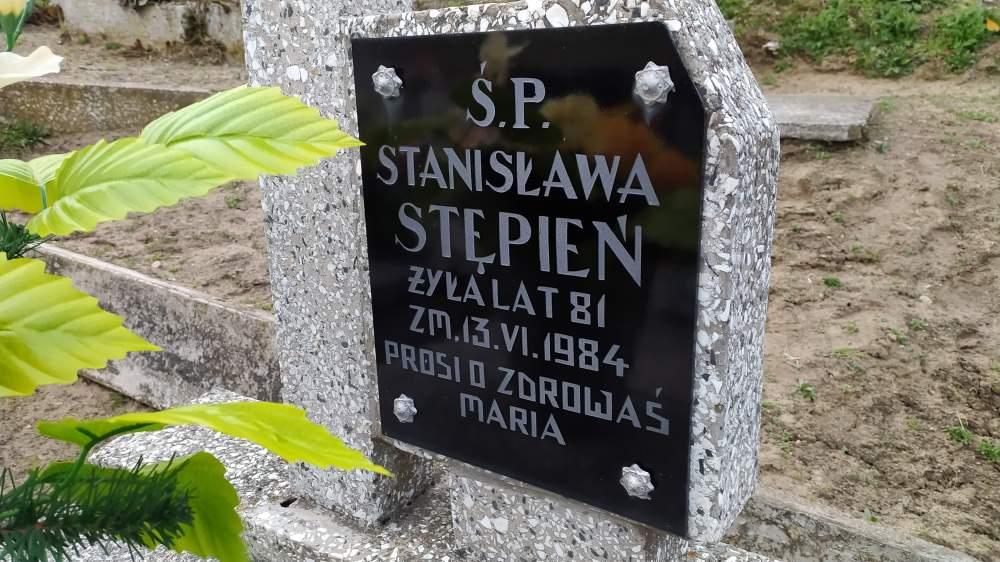 Ś.P.
STANISŁAWA
STĘPIEŃ
ŻYŁA LAT 81
ZM. 13.VI.1984
PROSI O ZDROWAŚ
MARIA